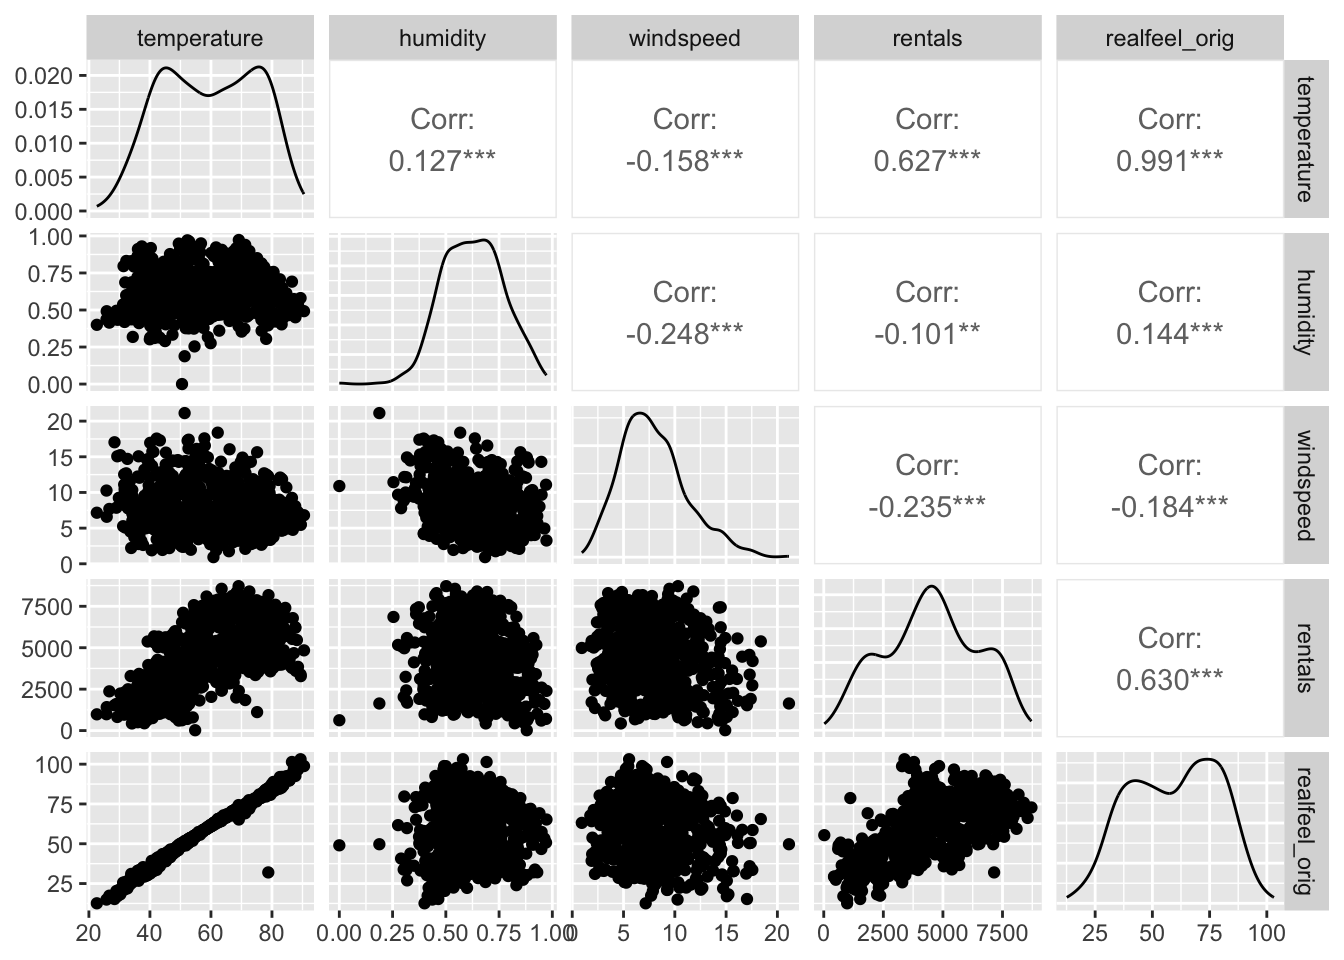 temperature humidity windspeed rentals realfeel_orig
0.020
0.015
0.010
0.005
0.000
Corr:
0.127***
Corr:
-0.158***
Corr:
0.627***
Corr:
0.991***
temperature
1.00
0.75
0.50
0.25
0.00
Corr:
-0.248***
Corr:
-0.101**
Corr:
0.144***
humidity
20
15
10
5
0
Corr:
-0.235***
Corr:
-0.184***
windspeed
7500
5000
2500
0
Corr:
0.630***
rentals
100
75
50
25
realfeel_orig
20 40 60 80 0.00 0.25 0.50 0.75 1.00 0 5 10 15 20 0 2500 5000 7500 25 50 75 100